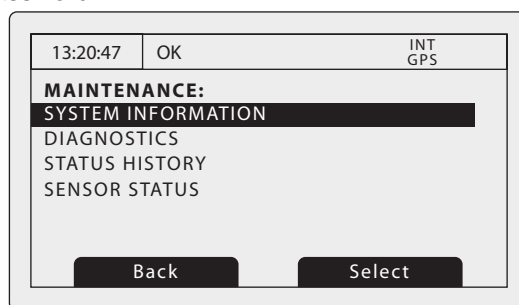 13:20:47 OK INT
GPS
MAINTENANCE:
SYSTEM INFORMATION
DIAGNOSTICS
STATUS HISTORY
SENSOR STATUS
Back Select